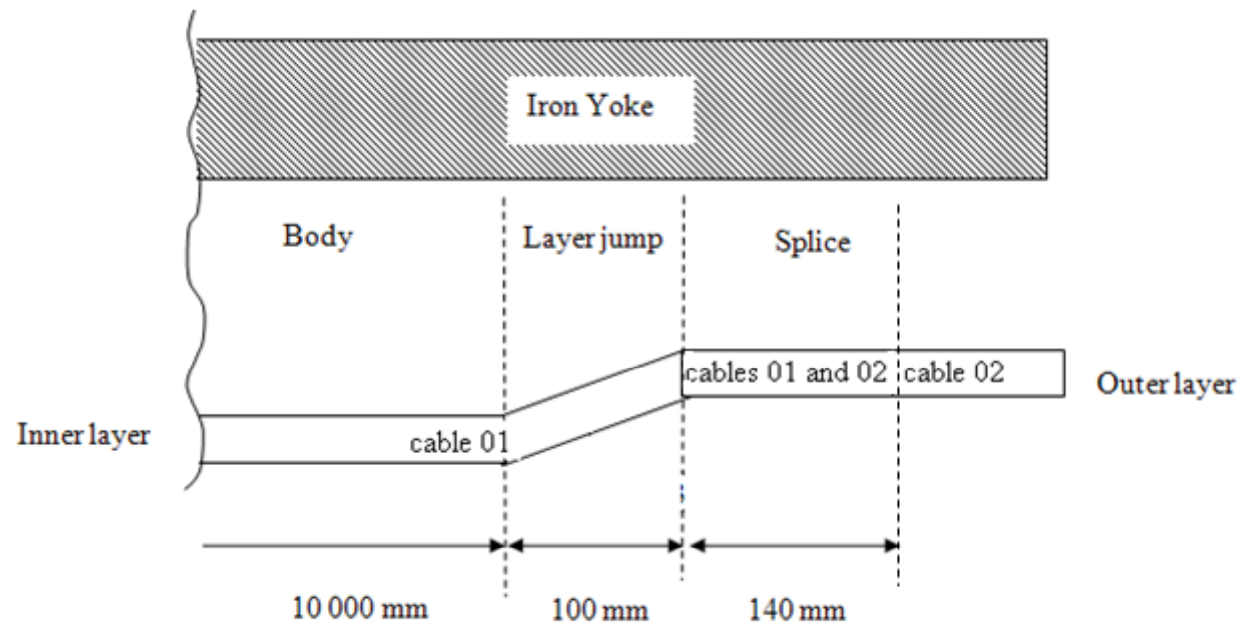 Iron Yoke
Body
Layer jump
Splice
cables 01 and 02
cable 02
Outer layer
Inner layer
cable 01
10 000 mm
100 mm
140 mm